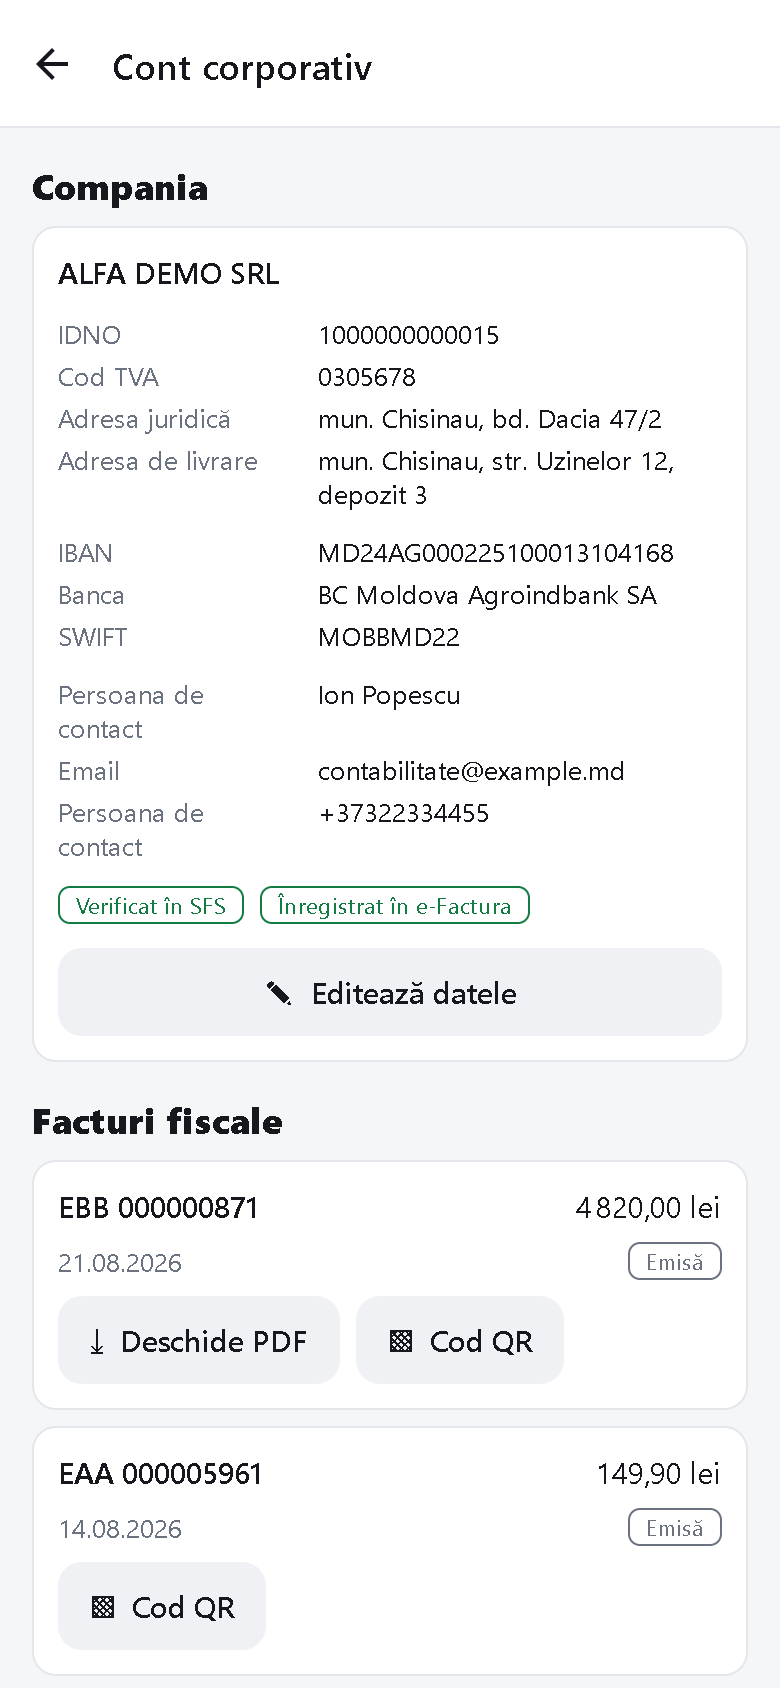 Cont corporativ
Compania
ALFA DEMO SRL
IDNO 1000000000015
Cod TVA 0305678
Adresa juridică mun. Chisinau, bd. Dacia 47/2
Adresa de livrare mun. Chisinau, str. Uzinelor 12,
depozit 3
IBAN MD24AG000225100013104168
Banca BC Moldova Agroindbank SA
SWIFT MOBBMD22
Persoana de Ion Popescu
contact
Email contabilitate@example.md
Persoana de +37322334455
contact
Verificat în SFS Înregistrat în e-Factura
Editează datele
Facturi fiscale
EBB 000000871 4 820,00 lei
21.08.2026 Emisă
Deschide PDF Cod QR
EAA 000005961 149,90 lei
14.08.2026 Emisă
Cod QR